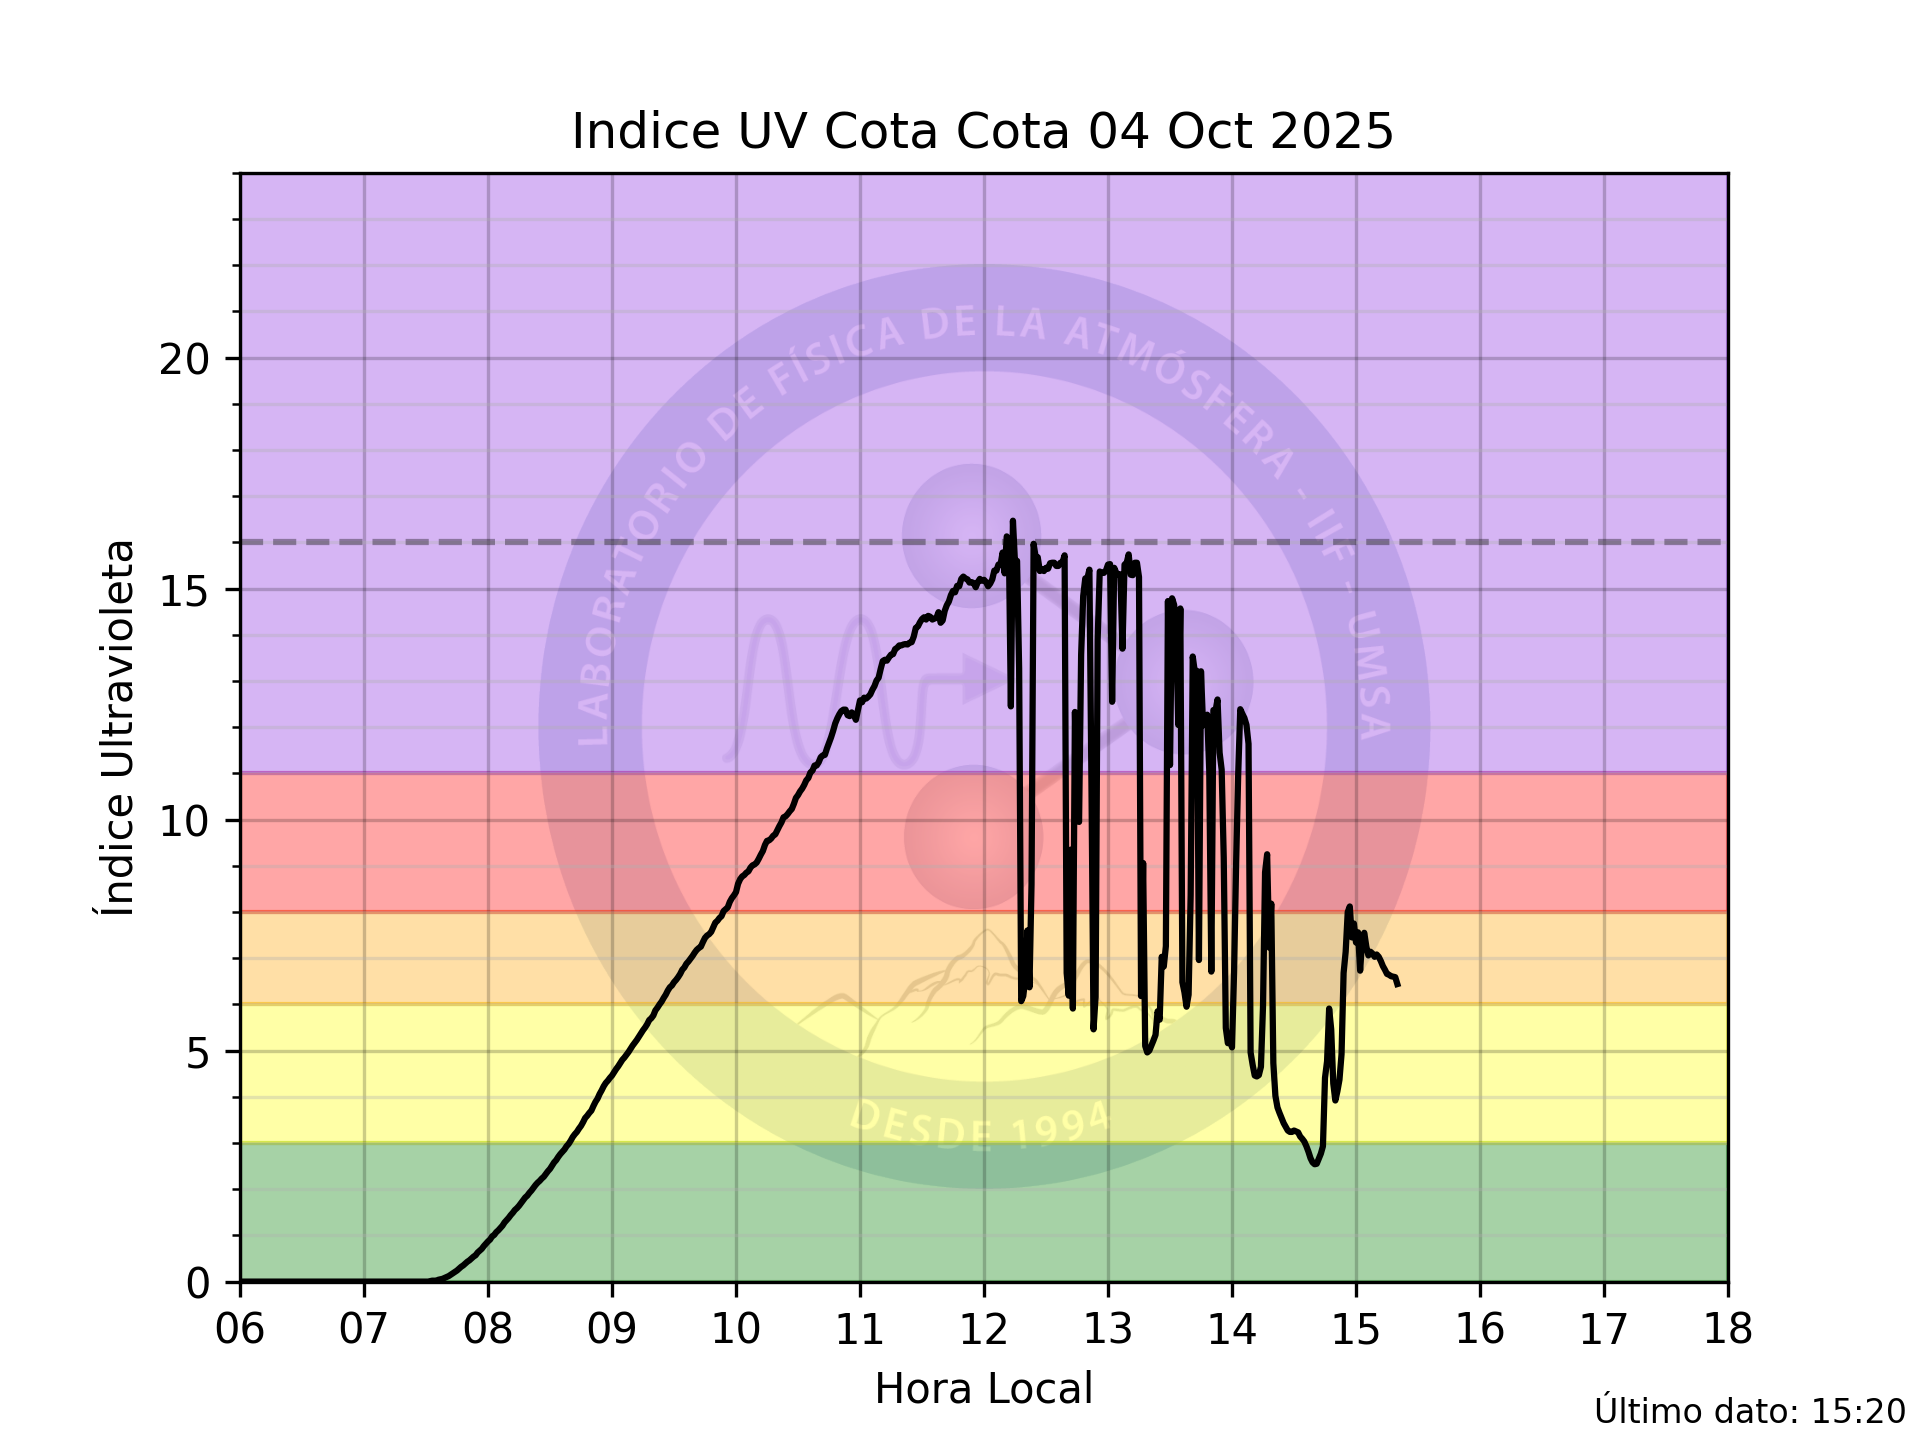 Indice UV Cota Cota 04 Oct 2025
Índice Ultravioleta
20
15
10
5
0
LABORATORIO DE FÍSICA DE LA ATMÓSFERA - IIF - UMSA
DESDE 1994
06 07 08 09 10 11 12 13 14 15 16 17 18
Hora Local
Último dato: 15:20